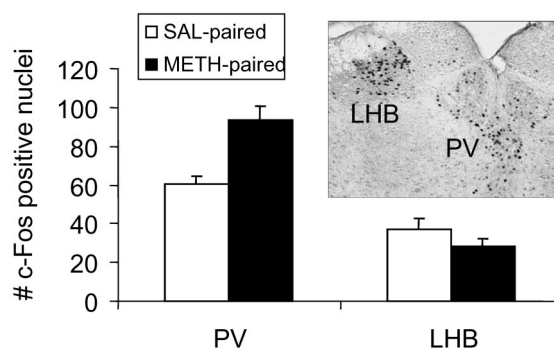 SAL-paired
METH-paired
# c-Fos positive nuclei
120
100
80
60
40
20
0
PV
LHB
LHB
PV